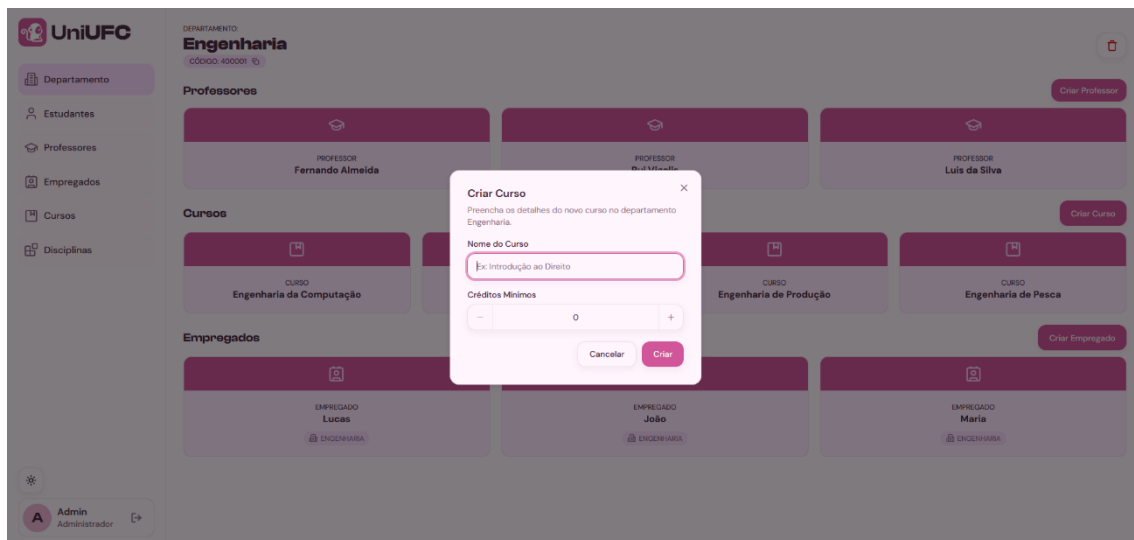 UniUFC
Departamento
Estudantes
Professores
Empregados
Cursos
Disciplinas
A
Admin
Administrador
DEPARTAMENTO:
Engenharia
CÓDIGO: 400001
Professores
Criar Professor
PROFESSOR
Fernando Almeida
PROFESSOR
PROFESSOR
Luis da Silva
Cursos
Criar Curso
CURSO
Engenharia da Computação
CURSO
Engenharia de Produção
CURSO
Engenharia de Pesca
Empregados
Criar Empregado
EMPREGADO
Lucas
ENGENHARIA
EMPREGADO
João
ENGENHARIA
EMPREGADO
Maria
ENGENHARIA
Criar Curso
Preencha os detalhes do novo curso no departamento
Engenharia.
Nome do Curso
Ex: Introdução ao Direito
Créditos Mínimos
− 0 +
Cancelar
Criar